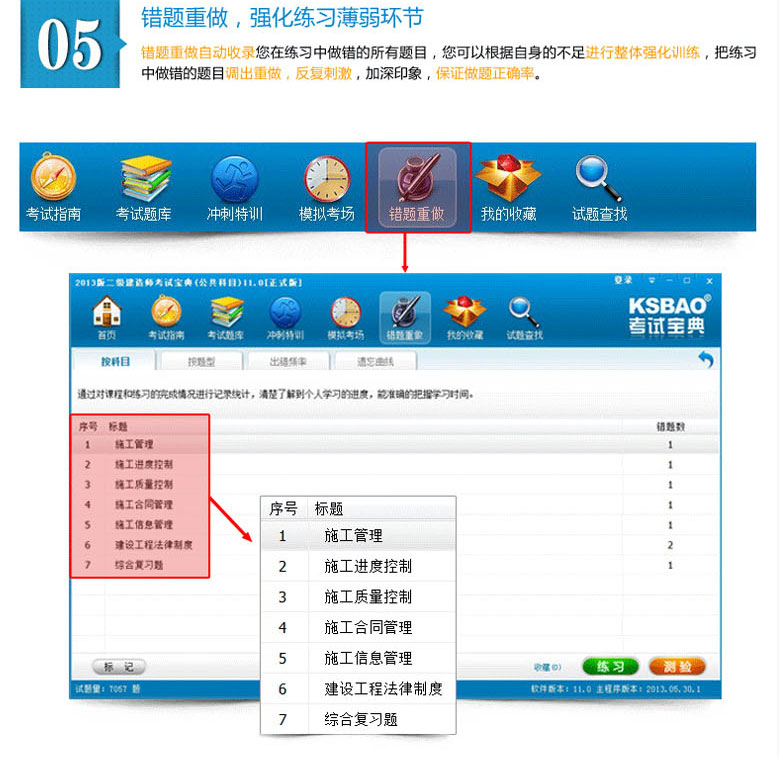 05
错题重做，强化练习薄弱环节
错题重做自动收录您在练习中做错的所有题目，您可以根据自身的不足进行整体强化训练，把练习
中做错的题目调出重做，反复刺激，加深印象，保证做题正确率。
考试指南 考试题库 冲刺特训 模拟考场 错题重做 我的收藏 试题查找
2013版二级建造师考试宝典(公共科目)11.0[正式版] 登录
首页 考试指南 考试题库 冲刺特训 模拟考场 错题重做 我的收藏 试题查找
KSBAO®
考试宝典
按科目 按题型 出错频率 遗忘曲线
通过对课程和练习的完成情况进行记录统计，清楚了解到个人学习的进度，能准确的把握学习时间。
序号 标题 错题数
1 施工管理 1
2 施工进度控制 1
3 施工质量控制 1
4 施工合同管理 1
5 施工信息管理 1
6 建设工程法律制度 2
7 综合复习题 1
序号 标题
1 施工管理
2 施工进度控制
3 施工质量控制
4 施工合同管理
5 施工信息管理
6 建设工程法律制度
7 综合复习题
标 记 收藏(0) 练习 测验
试题量：7057 题 软件版本：11.0 主程序版本：2013.05.30.1